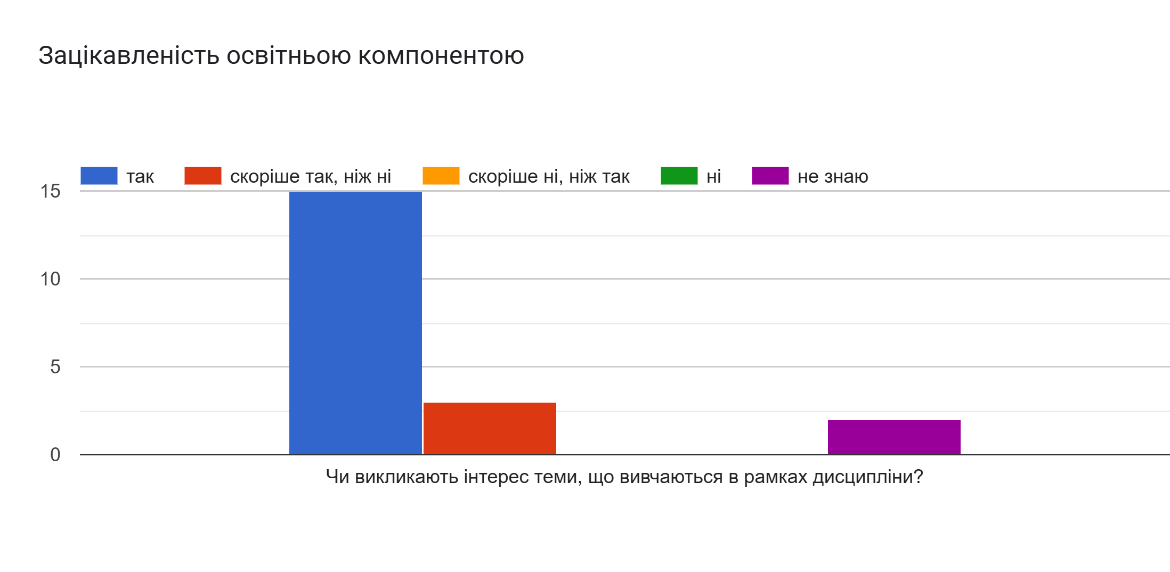 Зацікавленість освітньою компонентою
так скоріше так, ніж ні скоріше ні, ніж так ні не знаю
15
10
5
0
Чи викликають інтерес теми, що вивчаються в рамках дисципліни?